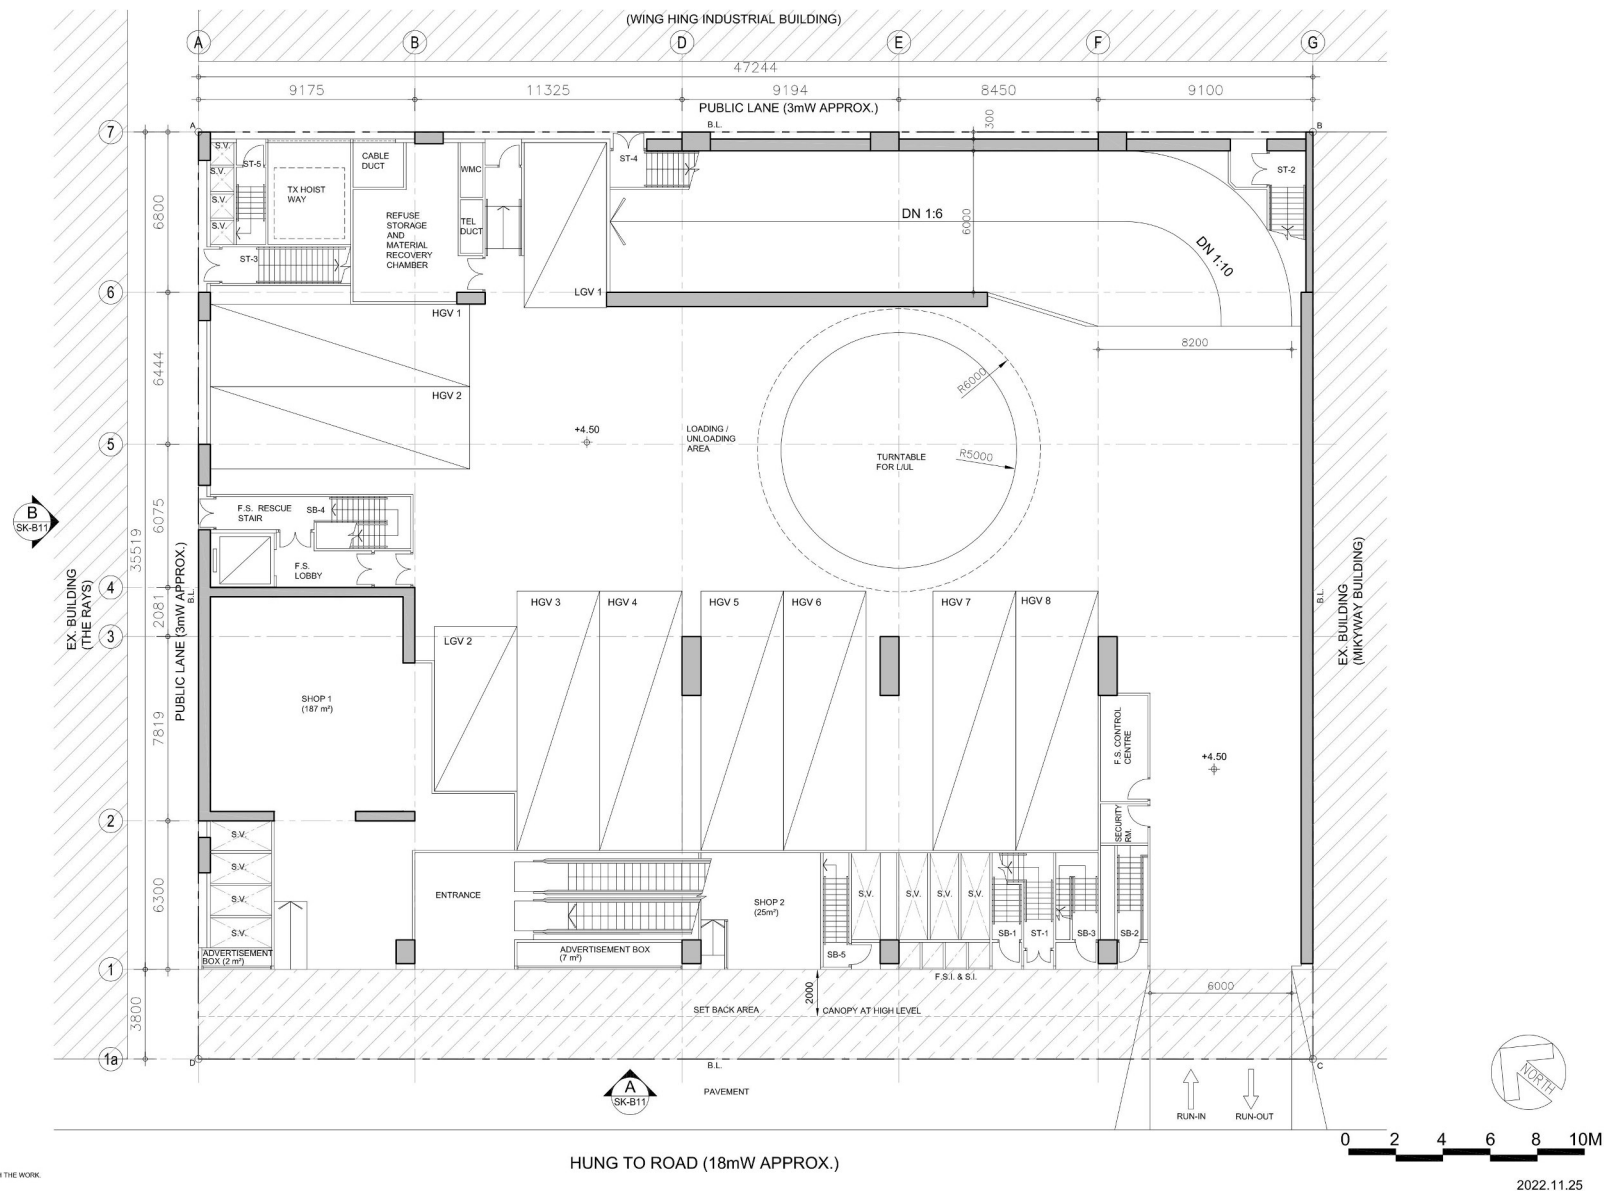 (WING HING INDUSTRIAL BUILDING)
A
B
D
E
F
G
47244
9175
11325
9194
8450
9100
PUBLIC LANE (3mW APPROX.)
300
7
A
B.L.
B
S.V.
ST-5
CABLE
DUCT
WMC
ST-4
ST-2
S.V.
TX HOIST
WAY
S.V.
6800
REFUSE
STORAGE
AND
MATERIAL
RECOVERY
CHAMBER
TEL
DUCT
DN 1:6
6000
S.V.
DN 1:10
ST-3
6
LGV 1
HGV 1
8200
6444
R6000
HGV 2
+4.50
LOADING /
UNLOADING
AREA
5
TURNTABLE
FOR L/UL
R5000
B
SK-B11
F.S. RESCUE
STAIR
SB-4
6075
35519
F.S.
LOBBY
EX. BUILDING
(THE RAYS)
PUBLIC LANE (3mW APPROX.)
B.L.
4
2081
HGV 3
HGV 4
HGV 5
HGV 6
HGV 7
HGV 8
B.L.
EX. BUILDING
(MIKYWAY BUILDING)
3
LGV 2
SHOP 1
(187 m²)
7819
F.S. CONTROL
CENTRE
+4.50
2
S.V.
SECURITY
RM.
S.V.
6300
ENTRANCE
S.V.
S.V.
S.V.
S.V.
S.V.
SHOP 2
(25m²)
S.V.
SB-1
ST-1
SB-3
SB-2
ADVERTISEMENT
BOX (2 m²)
ADVERTISEMENT BOX
(7 m²)
SB-5
1
F.S.I. & S.I.
2000
6000
3800
SET BACK AREA
CANOPY AT HIGH LEVEL
1a
D
B.L.
C
A
SK-B11
PAVEMENT
RUN-IN
RUN-OUT
NORTH
0 2 4 6 8 10M
HUNG TO ROAD (18mW APPROX.)
THE WORK.
2022.11.25